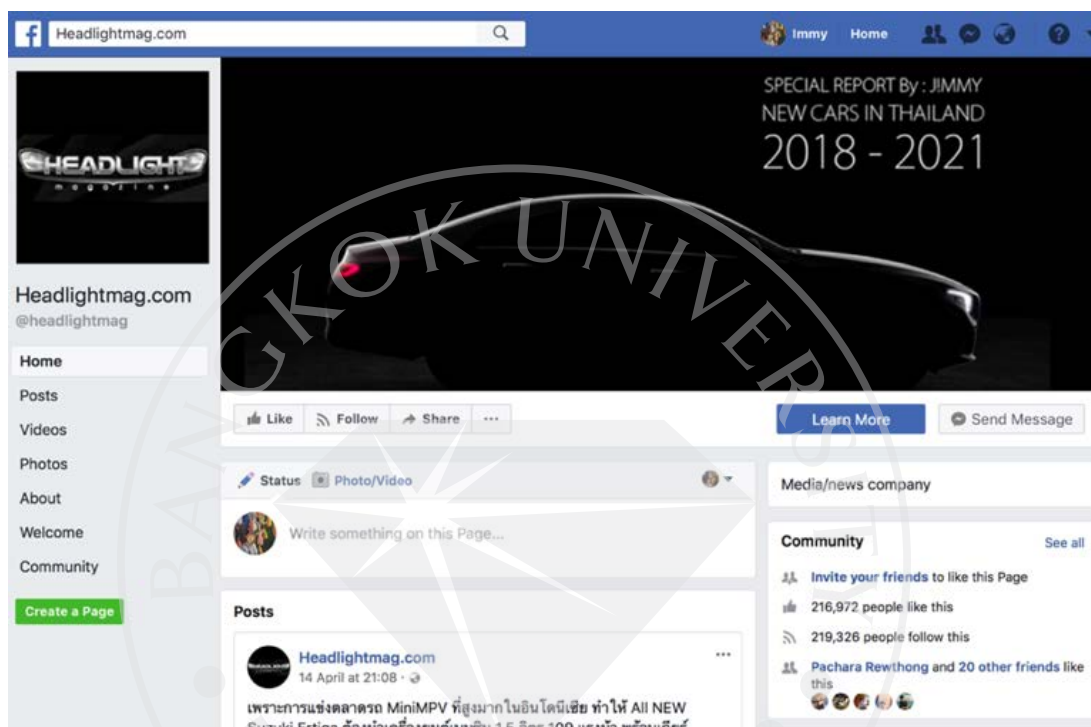 Headlightmag.com
Immy Home
HEADLIGHT
magazine
SPECIAL REPORT By : J!MMY
NEW CARS IN THAILAND
2018 - 2021
Headlightmag.com
@headlightmag
Home
Posts
Videos
Photos
About
Welcome
Community
Create a Page
Like Follow Share ...
Learn More Send Message
Status Photo/Video
Write something on this Page...
Posts
Headlightmag.com
14 April at 21:08
เพราะการแข่งตลาดรถ MiniMPV ที่สูงมากในอินโดนีเซีย ทำให้ All NEW
Media/news company
Community See all
Invite your friends to like this Page
216,972 people like this
219,326 people follow this
Pachara Rewthong and 20 other friends like
this
BANGKOK UNIVERSITY